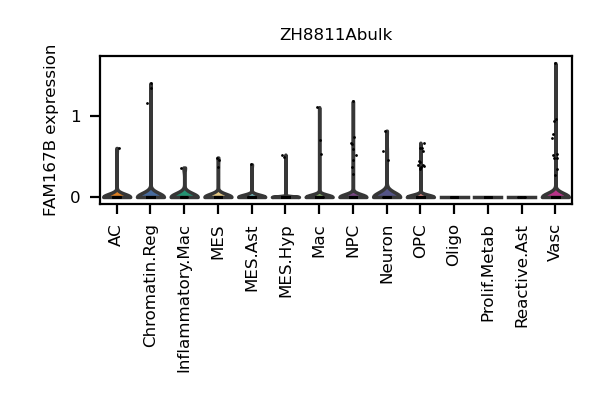 ZH8811Abulk
FAM167B expression
1
0
AC
Chromatin.Reg
Inflammatory.Mac
MES
MES.Ast
MES.Hyp
Mac
NPC
Neuron
OPC
Oligo
Prolif.Metab
Reactive.Ast
Vasc